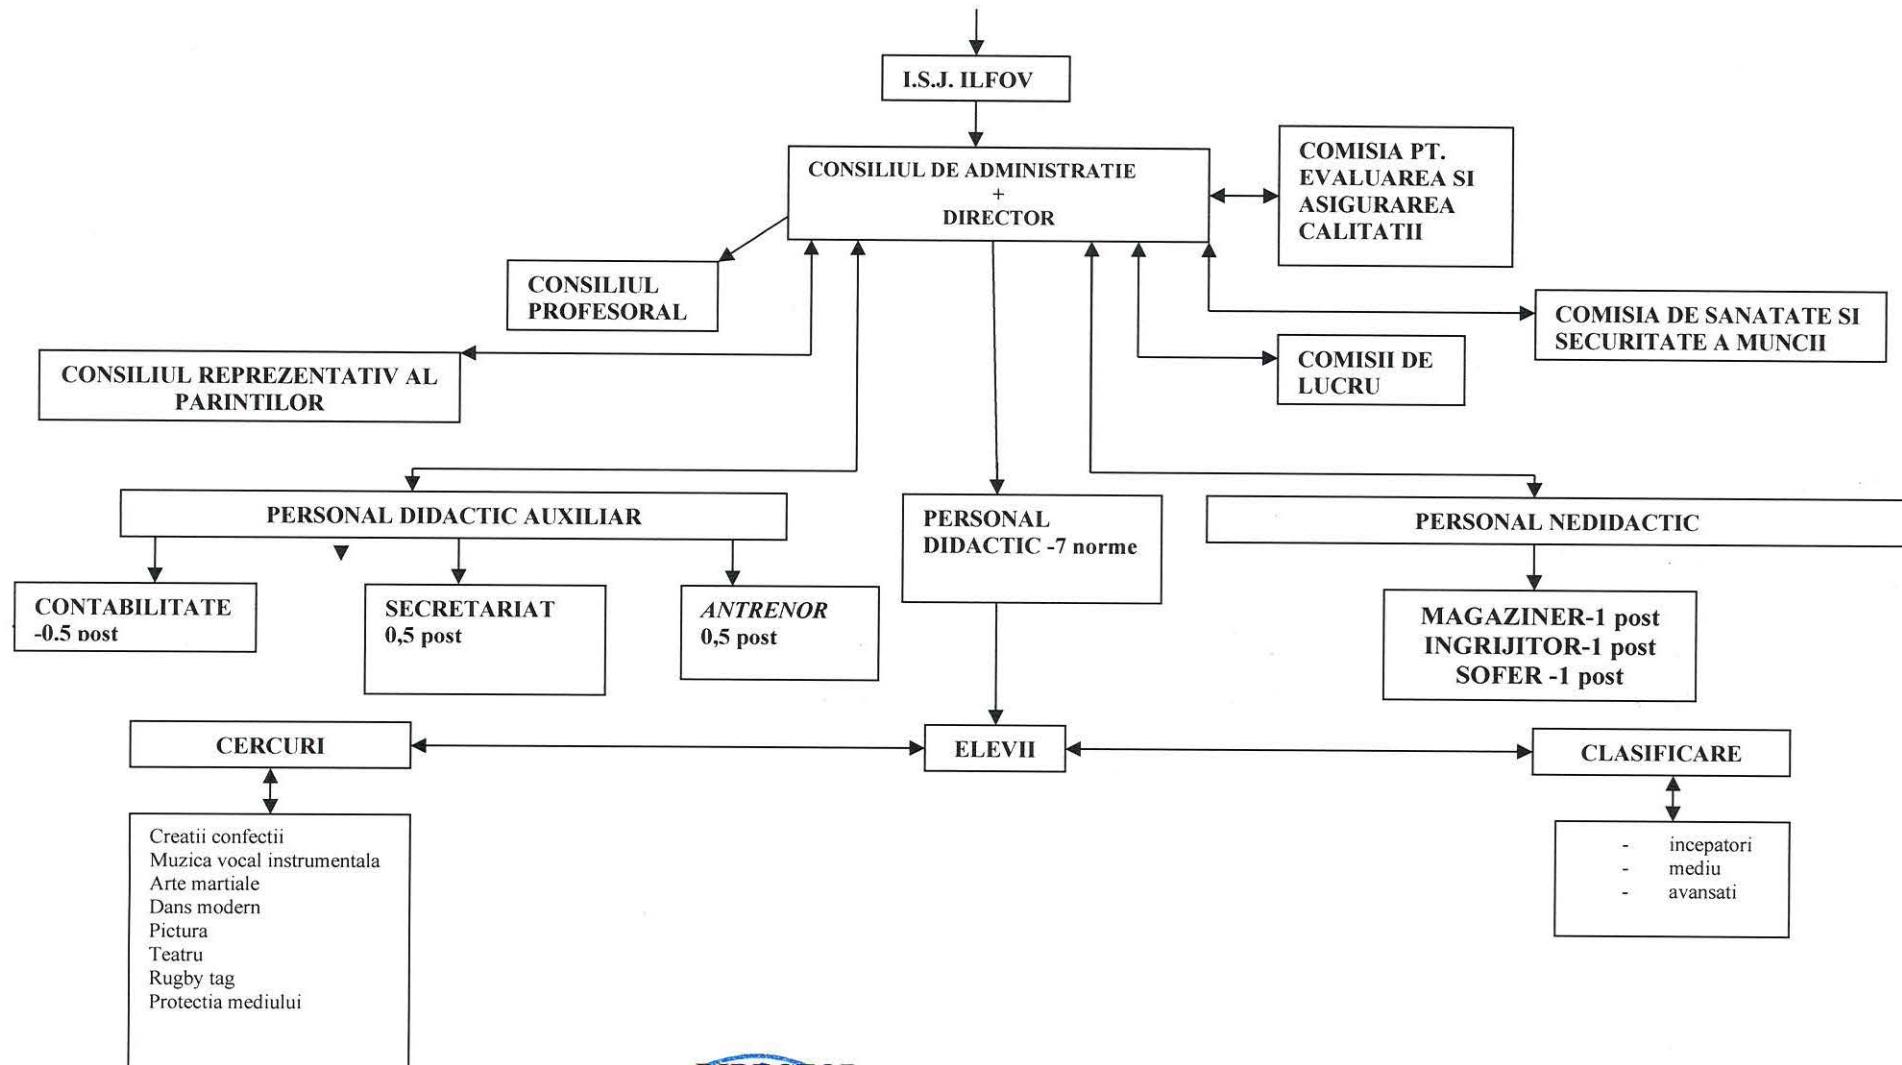 I.S.J. ILFOV
CONSILIUL DE ADMINISTRATIE
+
DIRECTOR
COMISIA PT.
EVALUAREA SI
ASIGURAREA
CALITATII
CONSILIUL
PROFESORAL
COMISIA DE SANATATE SI
SECURITATE A MUNCII
COMISII DE
LUCRU
CONSILIUL REPREZENTATIV AL
PARINTILOR
PERSONAL DIDACTIC AUXILIAR
PERSONAL
DIDACTIC -7 norme
PERSONAL NEDIDACTIC
CONTABILITATE
-0.5 post
SECRETARIAT
0,5 post
ANTRENOR
0,5 post
MAGAZINER-1 post
INGRIJITOR-1 post
SOFER -1 post
CERCURI
ELEVII
CLASIFICARE
Creatii confectii
Muzica vocal instrumentala
Arte martiale
Dans modern
Pictura
Teatru
Rugby tag
Protectia mediului
- incepatori
- mediu
- avansati